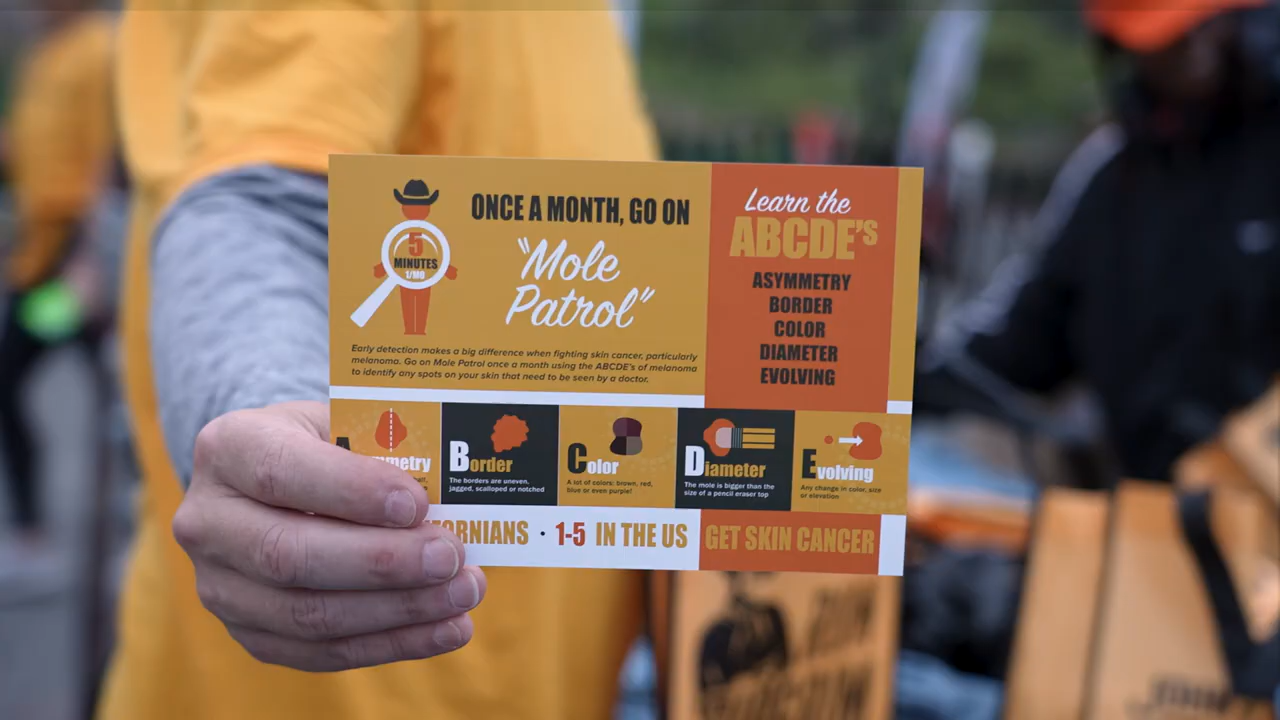 5
MINUTES
1/MO
ONCE A MONTH, GO ON
"Mole
Patrol"
Early detection makes a big difference when fighting skin cancer, particularly
melanoma. Go on Mole Patrol once a month using the ABCDE's of melanoma
to identify any spots on your skin that need to be seen by a doctor.
Learn the
ABCDE's
ASYMMETRY
BORDER
COLOR
DIAMETER
EVOLVING
Border
The borders are uneven,
jagged, scalloped or notched
Color
A lot of colors: brown, red,
blue or even purple!
Diameter
The mole is bigger than the
size of a pencil eraser top
Evolving
Any change in color, size
or elevation
ORNIANS · 1-5 IN THE US
GET SKIN CANCER